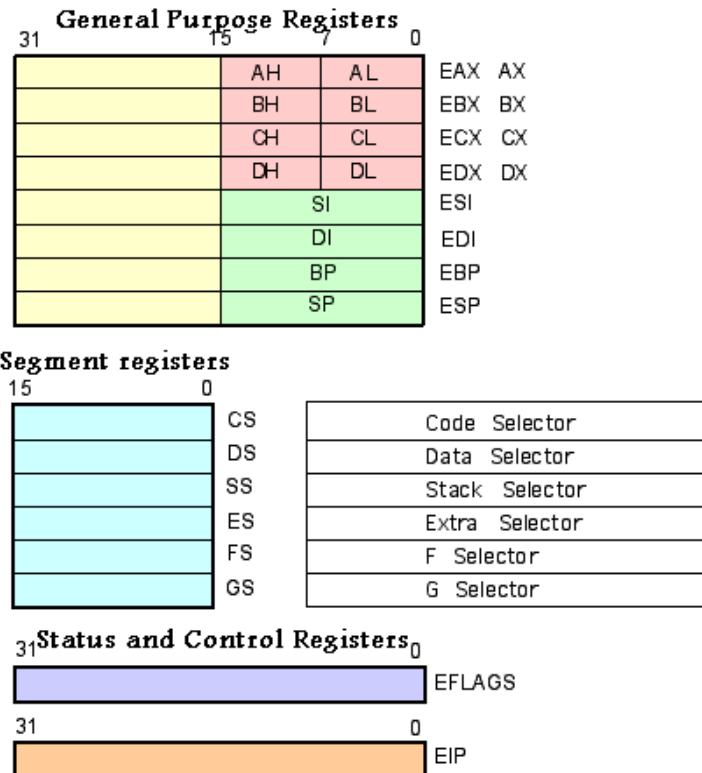 General Purpose Registers
31 15 7 0
AH AL EAX AX
BH BL EBX BX
CH CL ECX CX
DH DL EDX DX
SI ESI
DI EDI
BP EBP
SP ESP
Segment registers
15 0
CS Code Selector
DS Data Selector
SS Stack Selector
ES Extra Selector
FS F Selector
GS G Selector
Status and Control Registers
31 0
EFLAGS
31 0
EIP